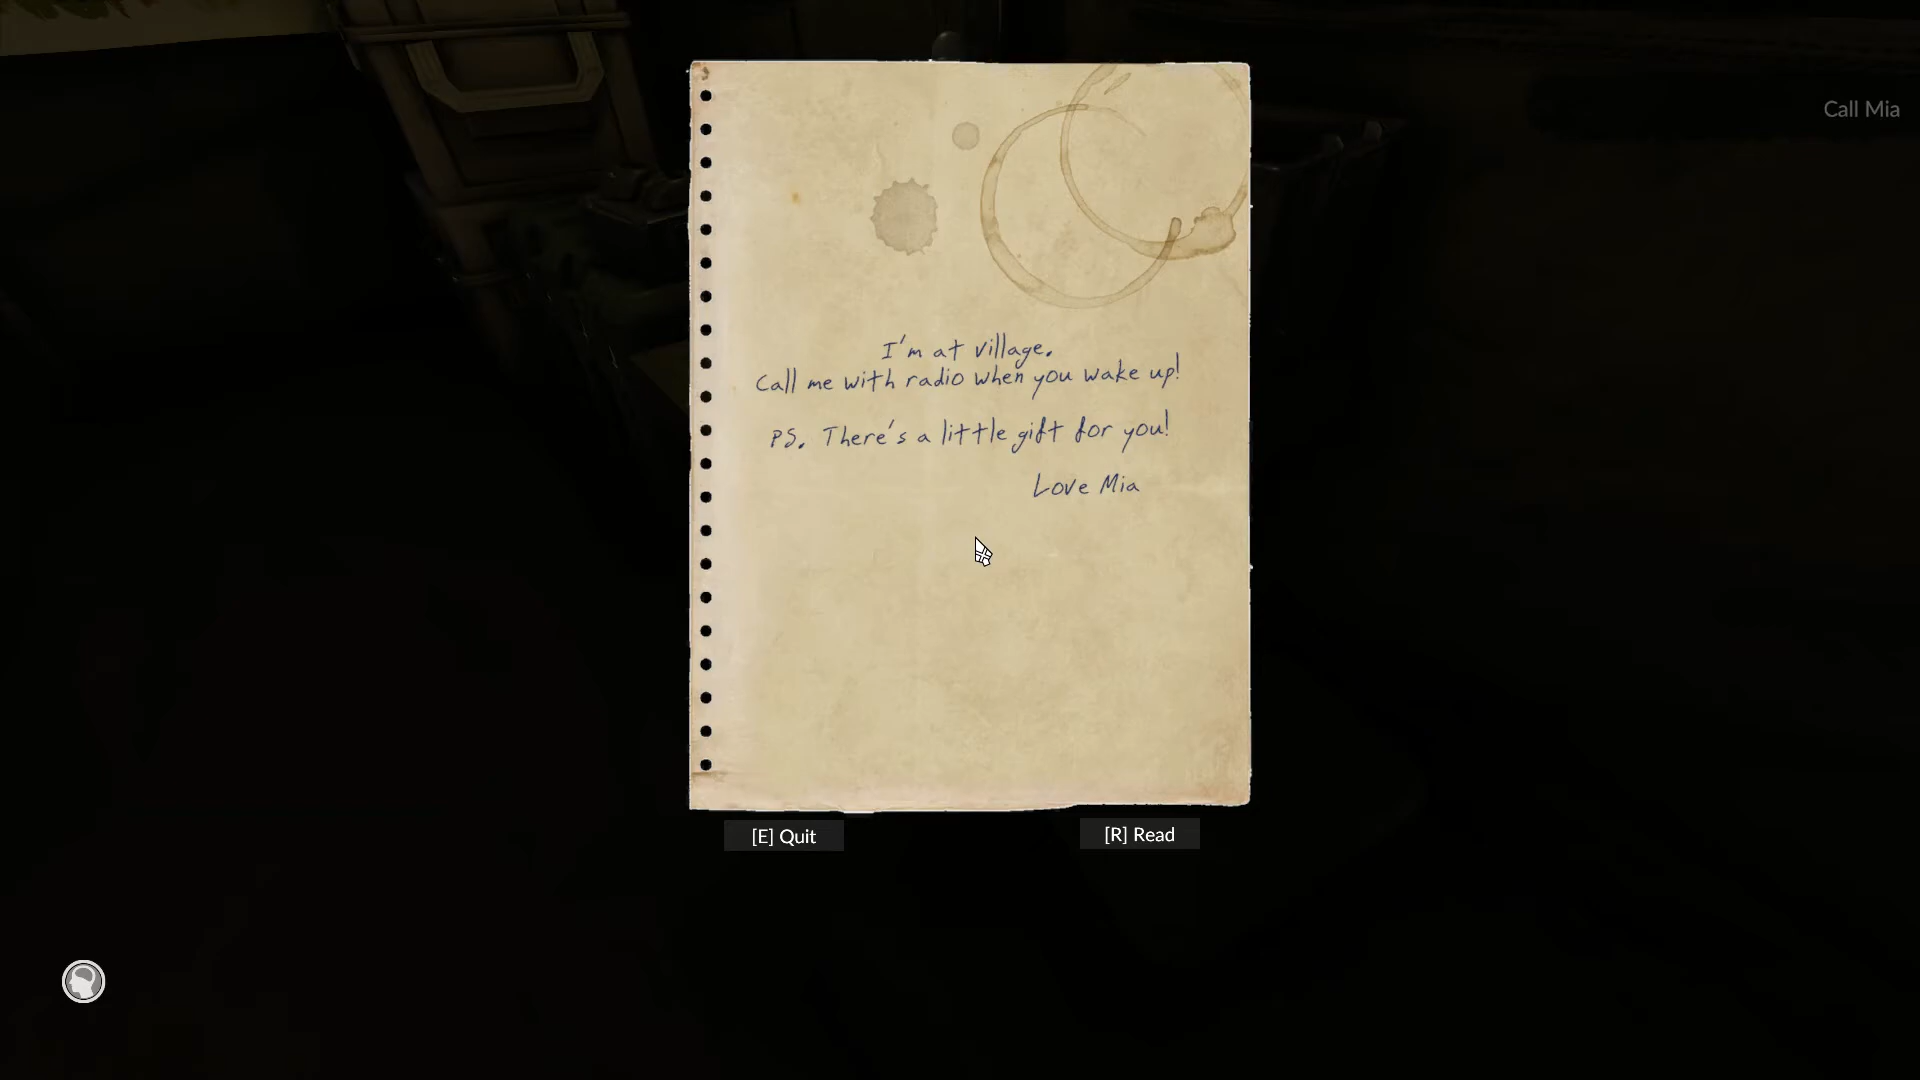 Call Mia
I'm at village.
Call me with radio when you wake up!
PS. There's a little gift for you!
Love Mia
[E] Quit
[R] Read